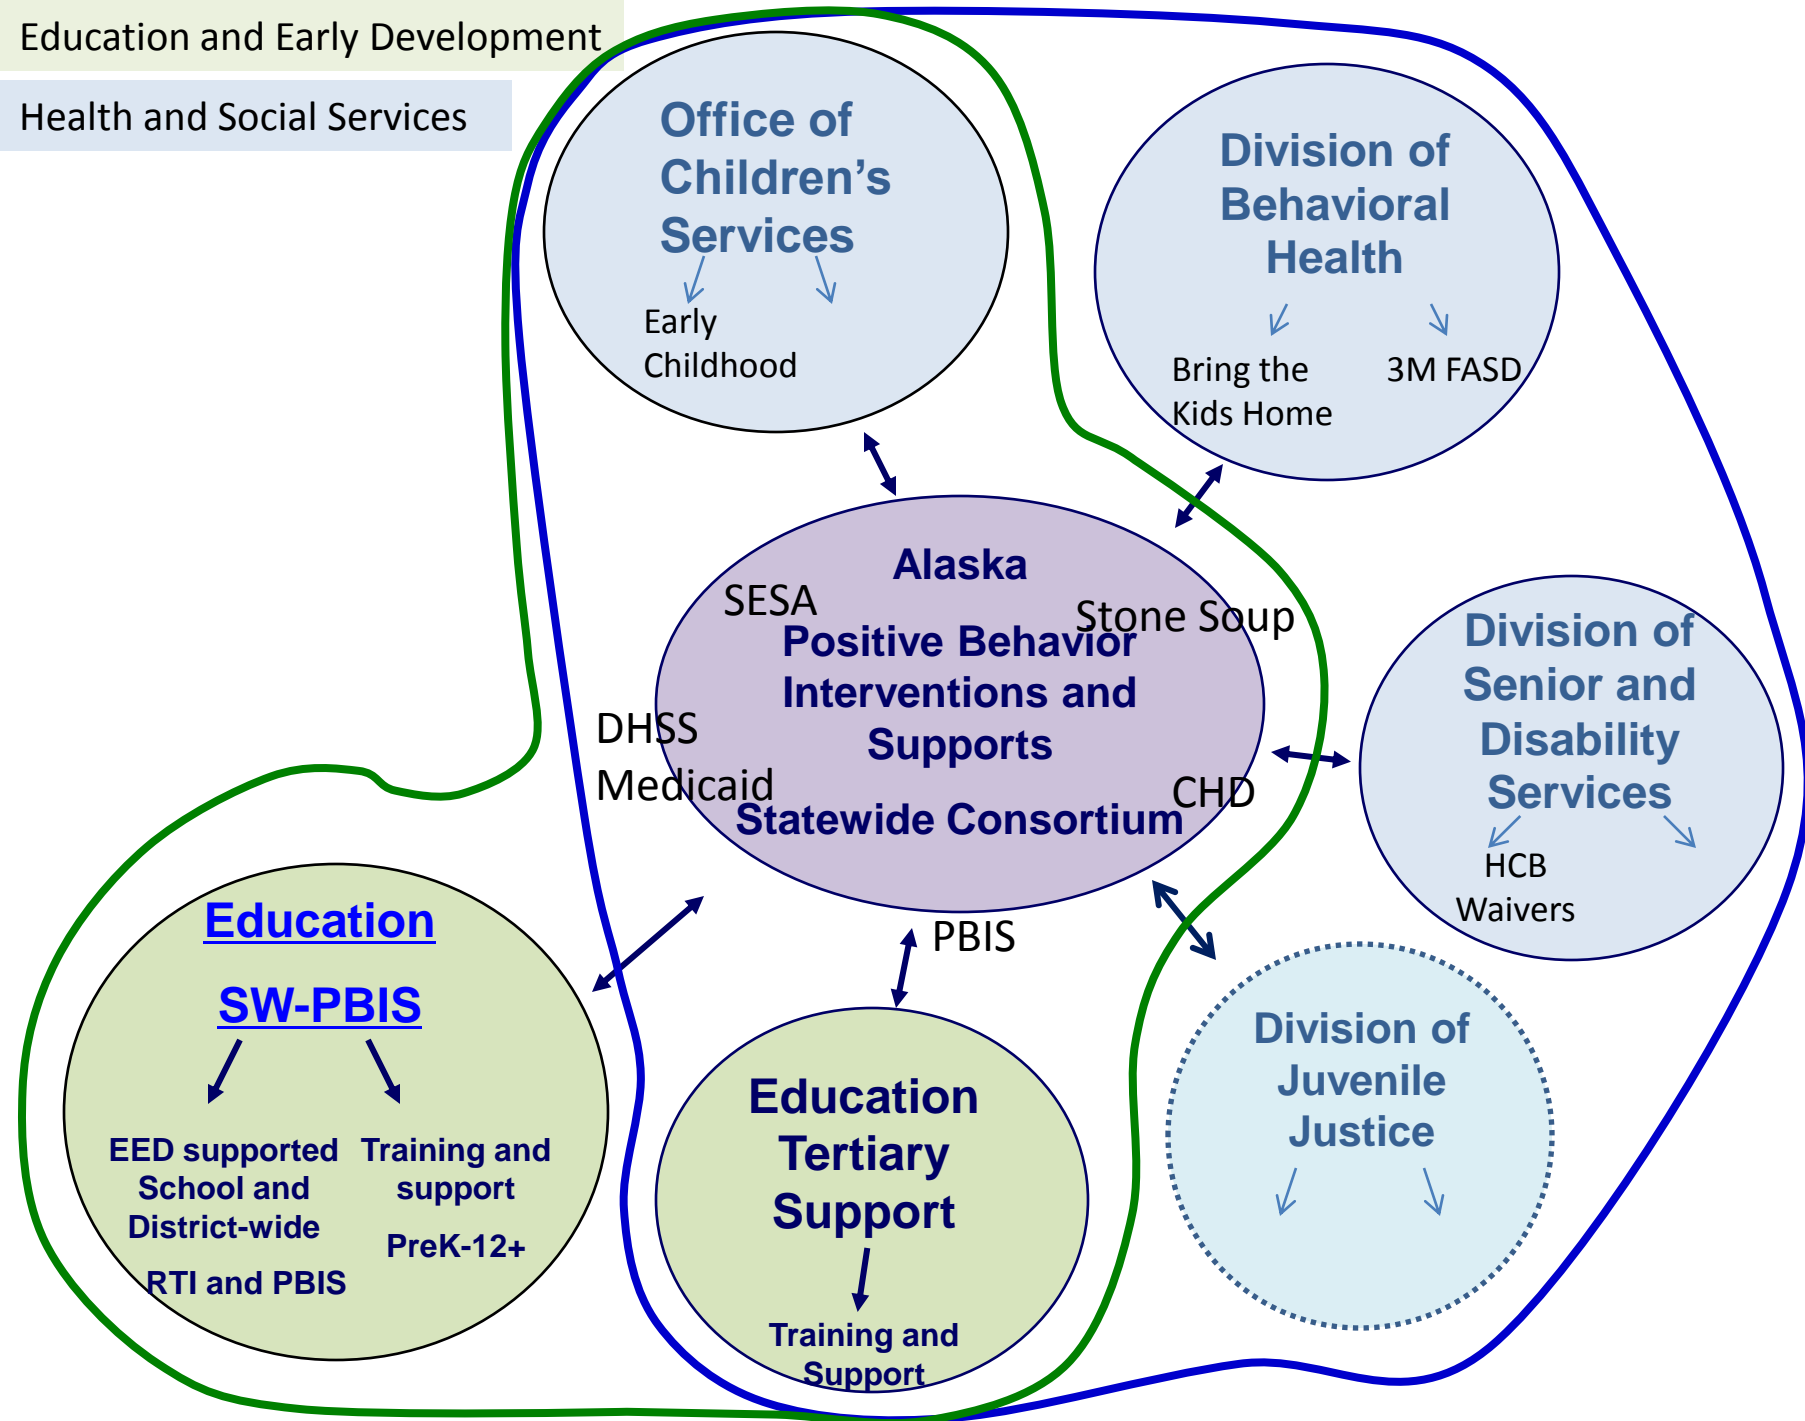 Education and Early Development
Health and Social Services
Office of
Children’s
Services
Early
Childhood
Division of
Behavioral
Health
Bring the
Kids Home
3M FASD
Alaska
SESA
Stone Soup
Positive Behavior
Interventions and
Supports
DHSS
Medicaid
CHD
Statewide Consortium
PBIS
Division of
Senior and
Disability
Services
HCB
Waivers
Education
SW-PBIS
EED supported
School and
District-wide
RTI and PBIS
Training and
support
PreK-12+
Education
Tertiary
Support
Training and
Support
Division of
Juvenile
Justice